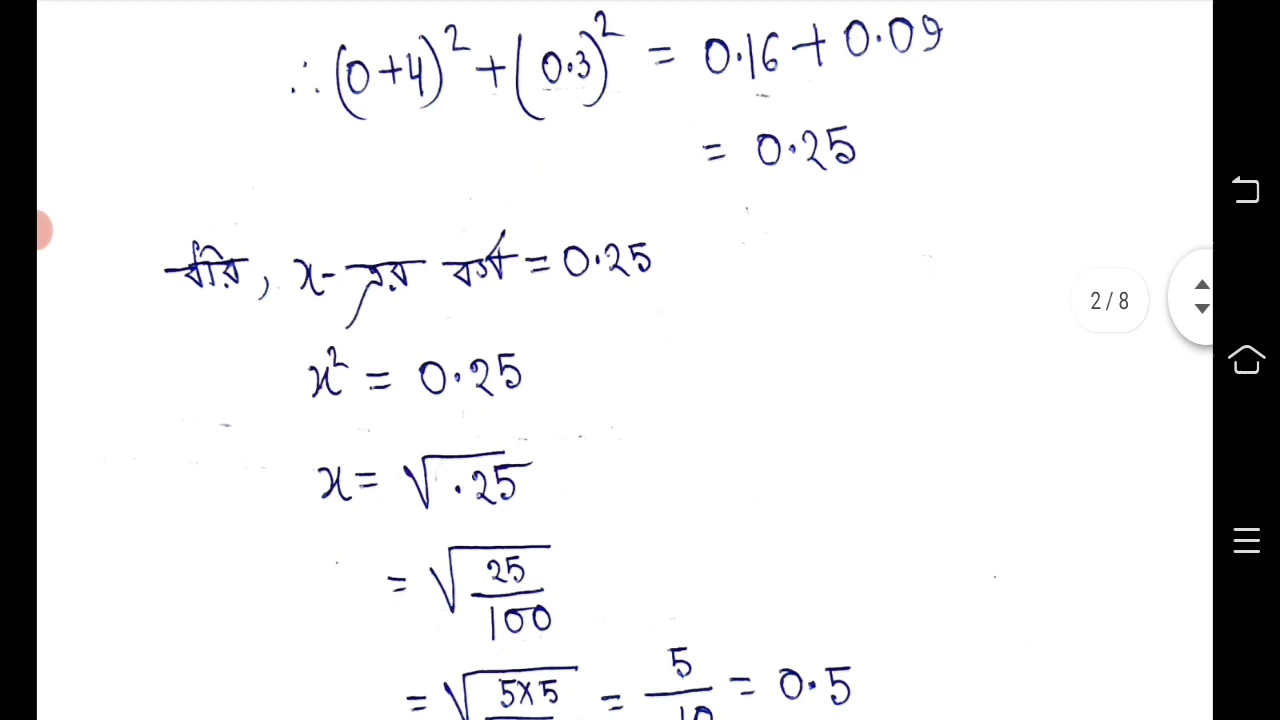 ∴ (0+4)² + (0.3)² = 0.16 + 0.09
= 0.25
ধরি, x-এর বর্গ = 0.25
x² = 0.25
2/8
x = √.25
= √25/100
= √5×5 = 5/10 = 0.5